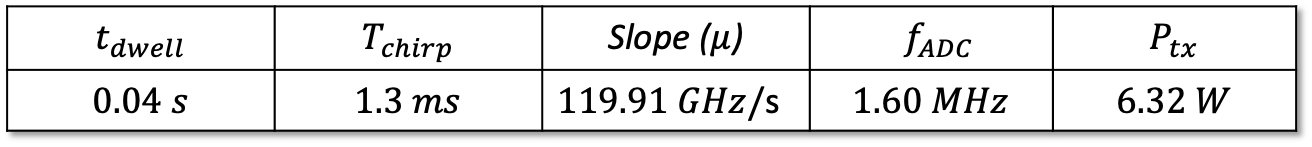 t_dwell T_chirp Slope (μ) f_ADC P_tx
0.04 s 1.3 ms 119.91 GHz/s 1.60 MHz 6.32 W